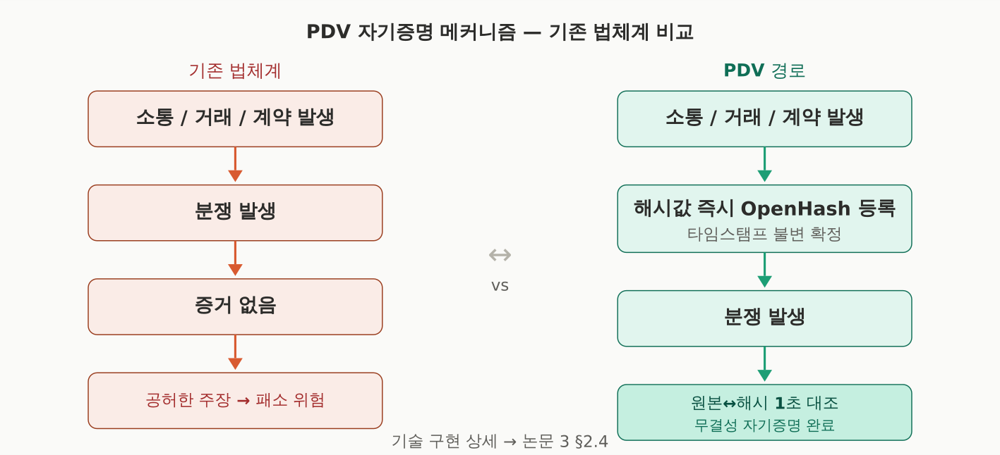 PDV 자기증명 메커니즘 — 기존 법체계 비교
기존 법체계
소통 / 거래 / 계약 발생
분쟁 발생
증거 없음
공허한 주장 → 패소 위험
↔
vs
PDV 경로
소통 / 거래 / 계약 발생
해시값 즉시 OpenHash 등록
타임스탬프 불변 확정
분쟁 발생
원본↔해시 1초 대조
무결성 자기증명 완료
기술 구현 상세 → 논문 3 §2.4